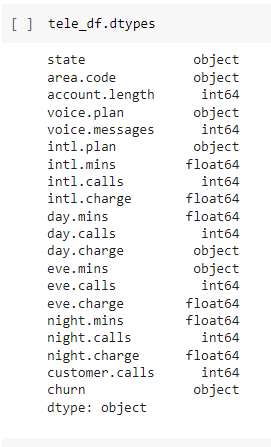 [ ] tele_df.dtypes
state object
area.code object
account.length int64
voice.plan object
voice.messages int64
intl.plan object
intl.mins float64
intl.calls int64
intl.charge float64
day.mins float64
day.calls int64
day.charge object
eve.mins object
eve.calls int64
eve.charge float64
night.mins float64
night.calls int64
night.charge float64
customer.calls int64
churn object
dtype: object